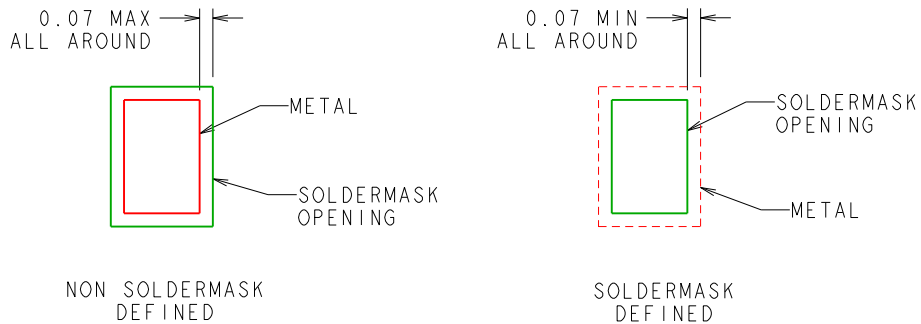 0.07 MAX
ALL AROUND
METAL
SOLDERMASK
OPENING
NON SOLDERMASK
DEFINED
0.07 MIN
ALL AROUND
SOLDERMASK
OPENING
METAL
SOLDERMASK
DEFINED